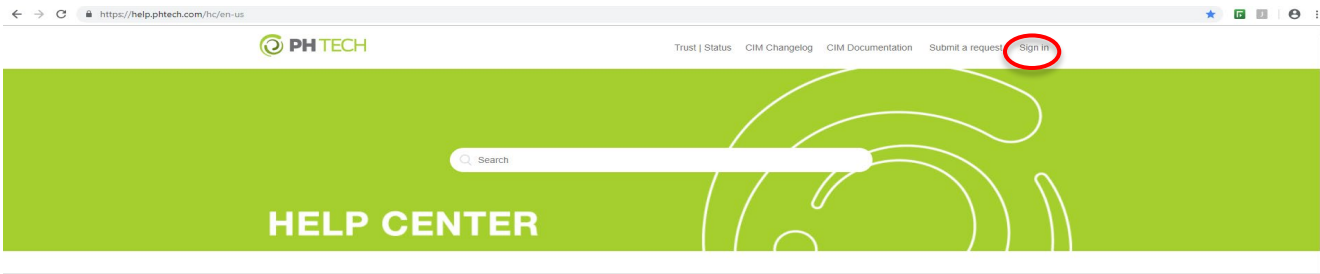 https://help.phtech.com/hc/en-us
PH TECH
Trust | Status CIM Changelog CIM Documentation Submit a request Sign in
Search
HELP CENTER